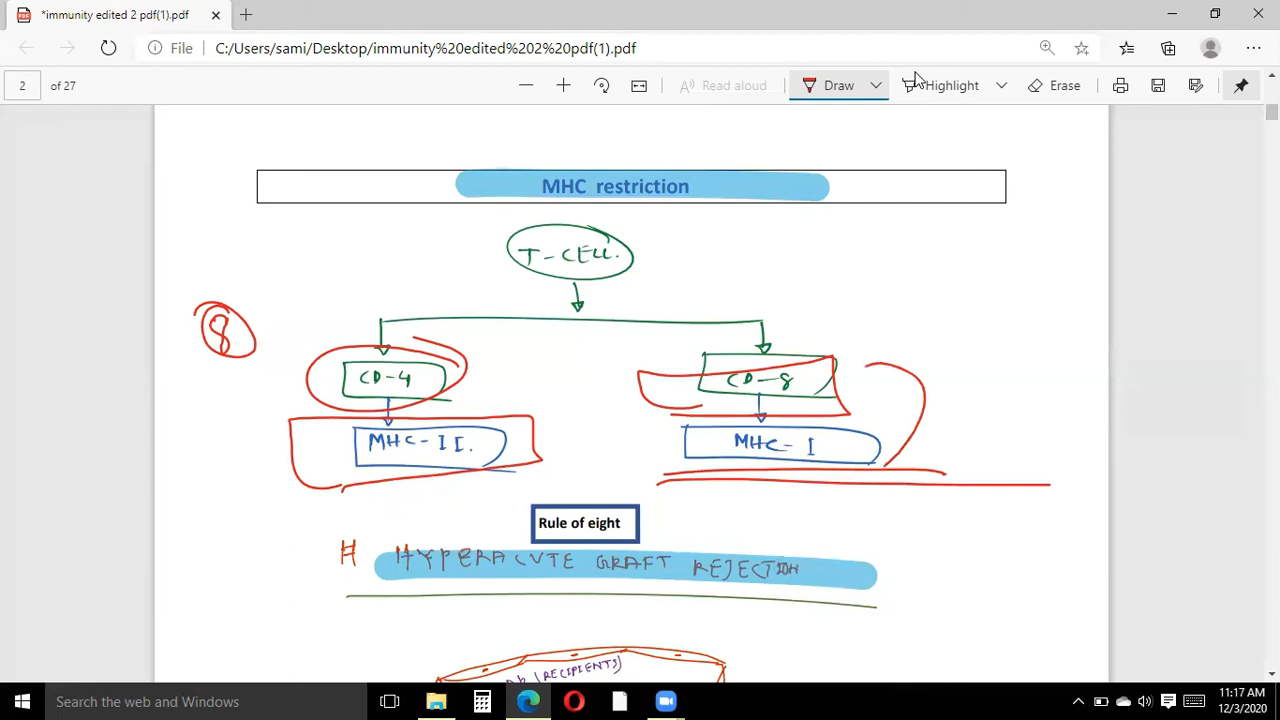 *immunity edited 2 pdf(1).pdf
File C:/Users/sami/Desktop/immunity%20edited%202%20pdf(1).pdf
2 of 27 Read aloud Draw Highlight Erase
MHC restriction
T-CELL.
8
CD-4 CD-8
MHC-II. MHC-I
Rule of eight
# HYPERACUTE GRAFT REJECTION
(RECIPIENTS)
Search the web and Windows
11:17 AM
12/3/2020